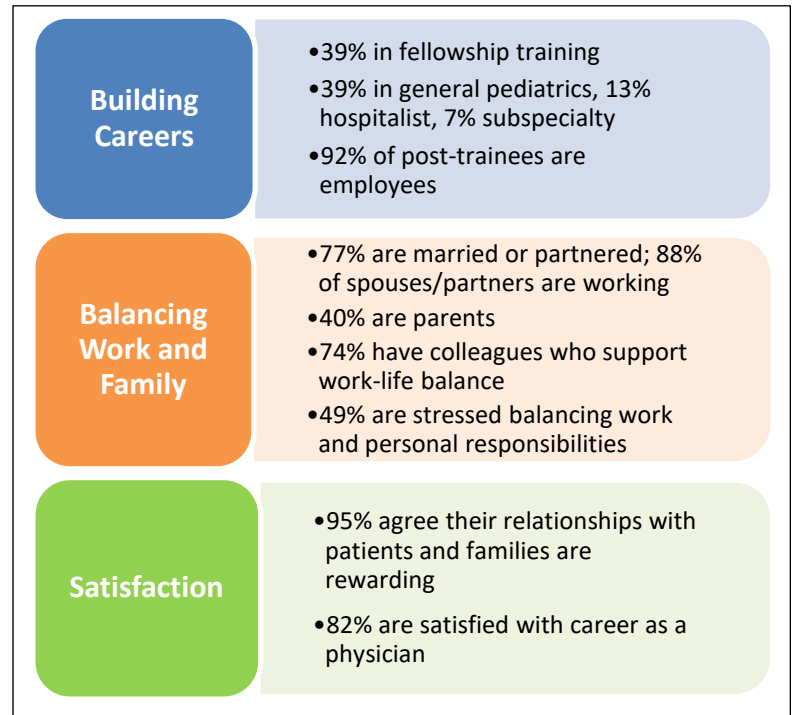 Building
Careers
•39% in fellowship training
•39% in general pediatrics, 13%
hospitalist, 7% subspecialty
•92% of post-trainees are
employees
Balancing
Work and
Family
•77% are married or partnered; 88%
of spouses/partners are working
•40% are parents
•74% have colleagues who support
work-life balance
•49% are stressed balancing work
and personal responsibilities
Satisfaction
•95% agree their relationships with
patients and families are
rewarding
•82% are satisfied with career as a
physician